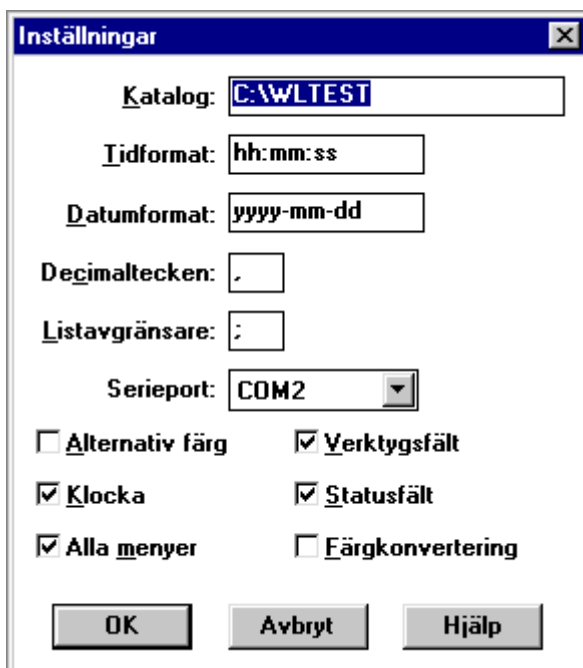 Inställningar
Katalog: C:\WLTEST
Tidformat: hh:mm:ss
Datumformat: yyyy-mm-dd
Decimaltecken: ,
Listavgränsare: ;
Serieport: COM2
Alternativ färg Verktygsfält
Klocka Statusfält
Alla menyer Färgkonvertering
OK Avbryt Hjälp